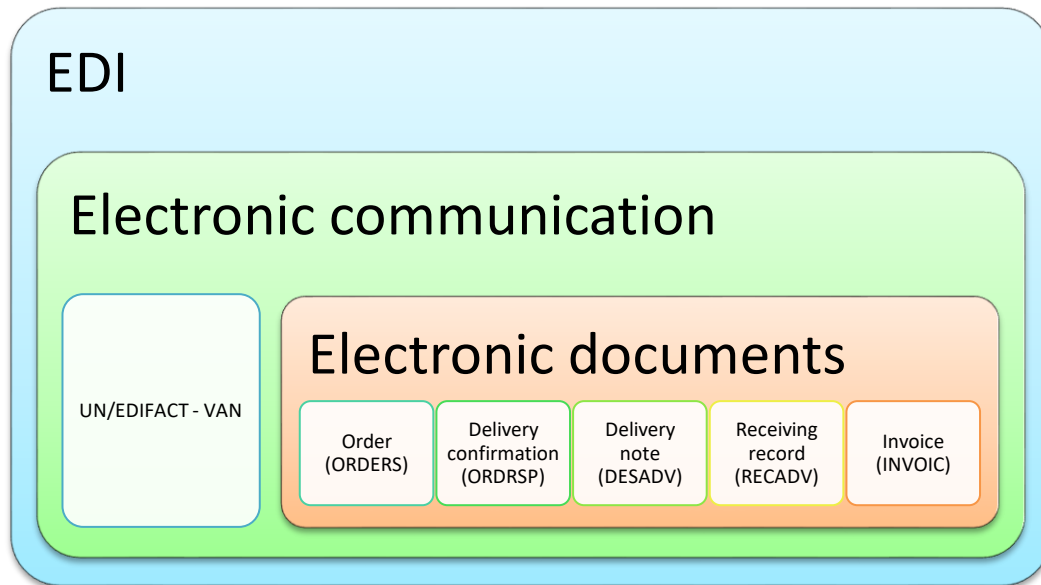 EDI
Electronic communication
UN/EDIFACT - VAN
Electronic documents
Order
(ORDERS)
Delivery
confirmation
(ORDRSP)
Delivery
note
(DESADV)
Receiving
record
(RECADV)
Invoice
(INVOIC)